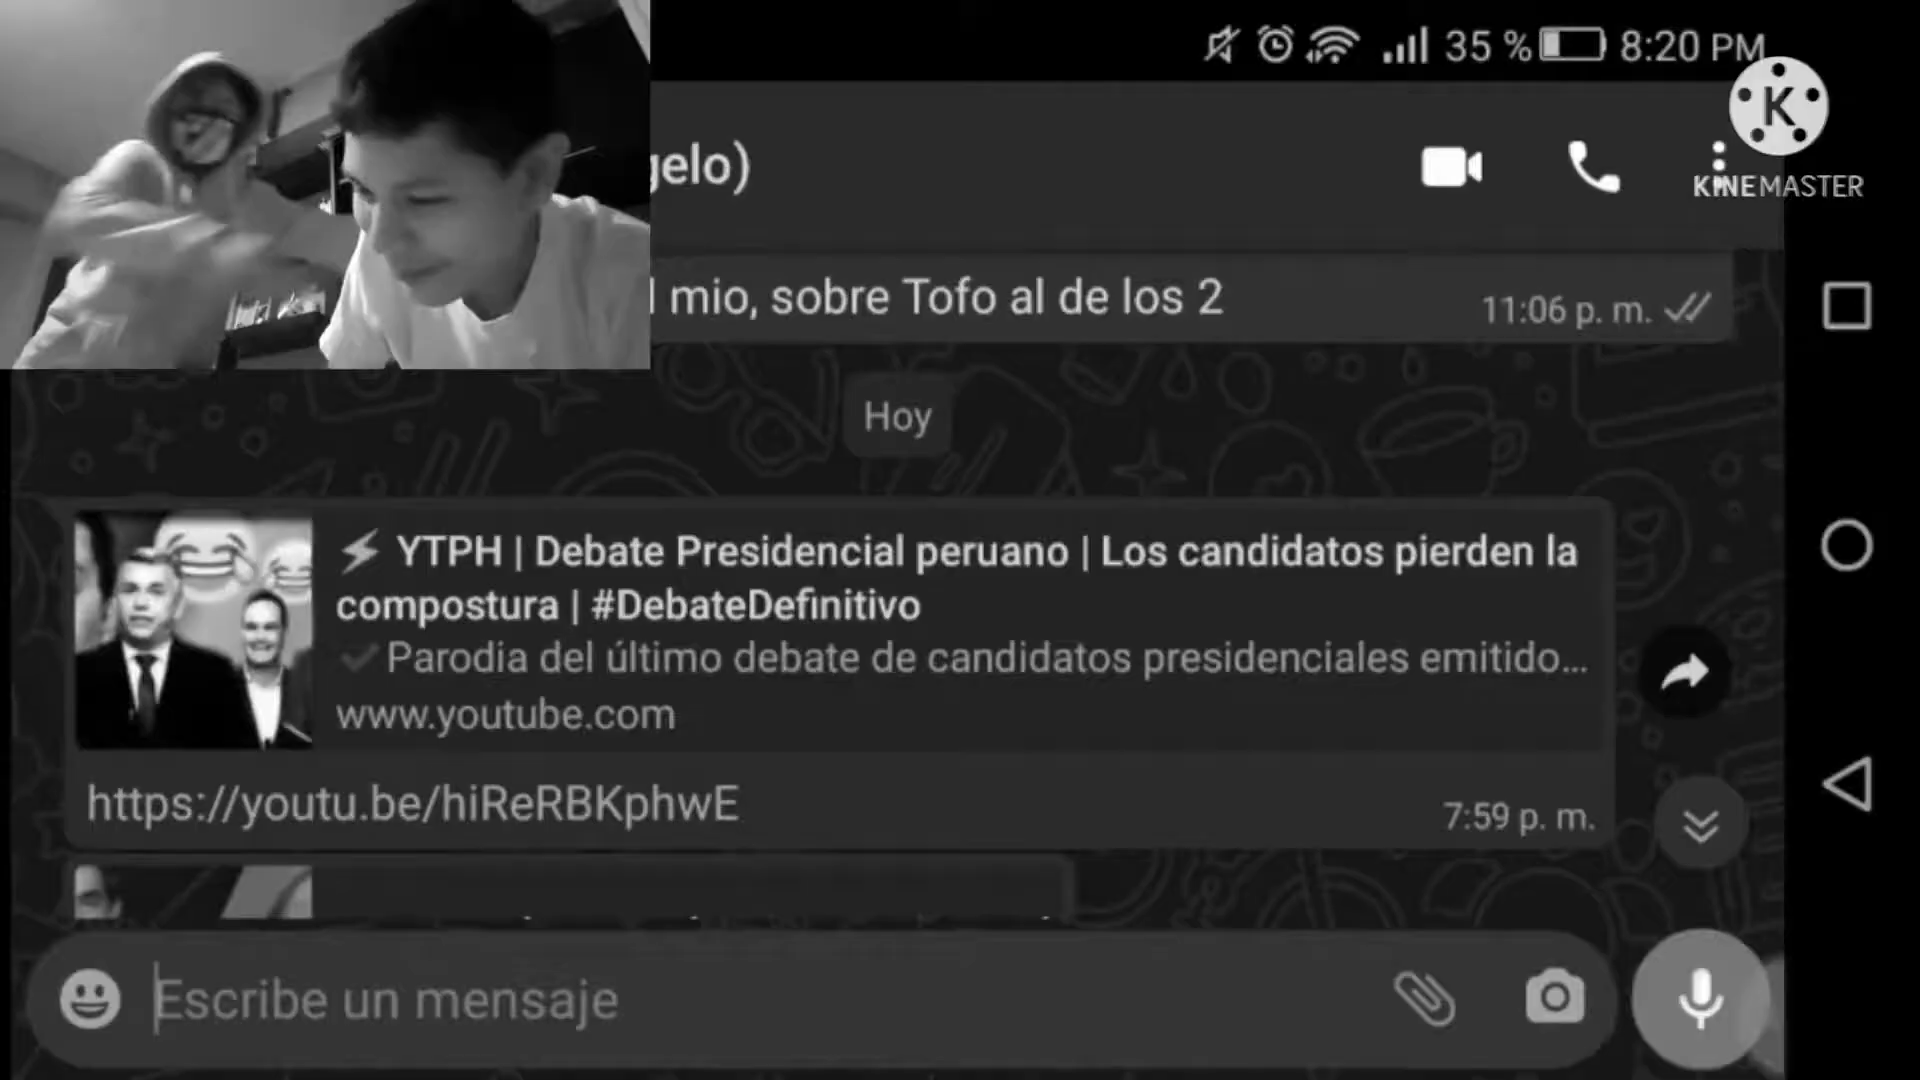 35 % 8:20 PM
K
KINEMASTER
gelo)
mio, sobre Tofo al de los 2
11:06 p. m.
Hoy
⚡ YTPH | Debate Presidencial peruano | Los candidatos pierden la
compostura | #DebateDefinitivo
✓ Parodia del último debate de candidatos presidenciales emitido...
www.youtube.com
https://youtu.be/hiReRBKphwE
7:59 p. m.
Escribe un mensaje